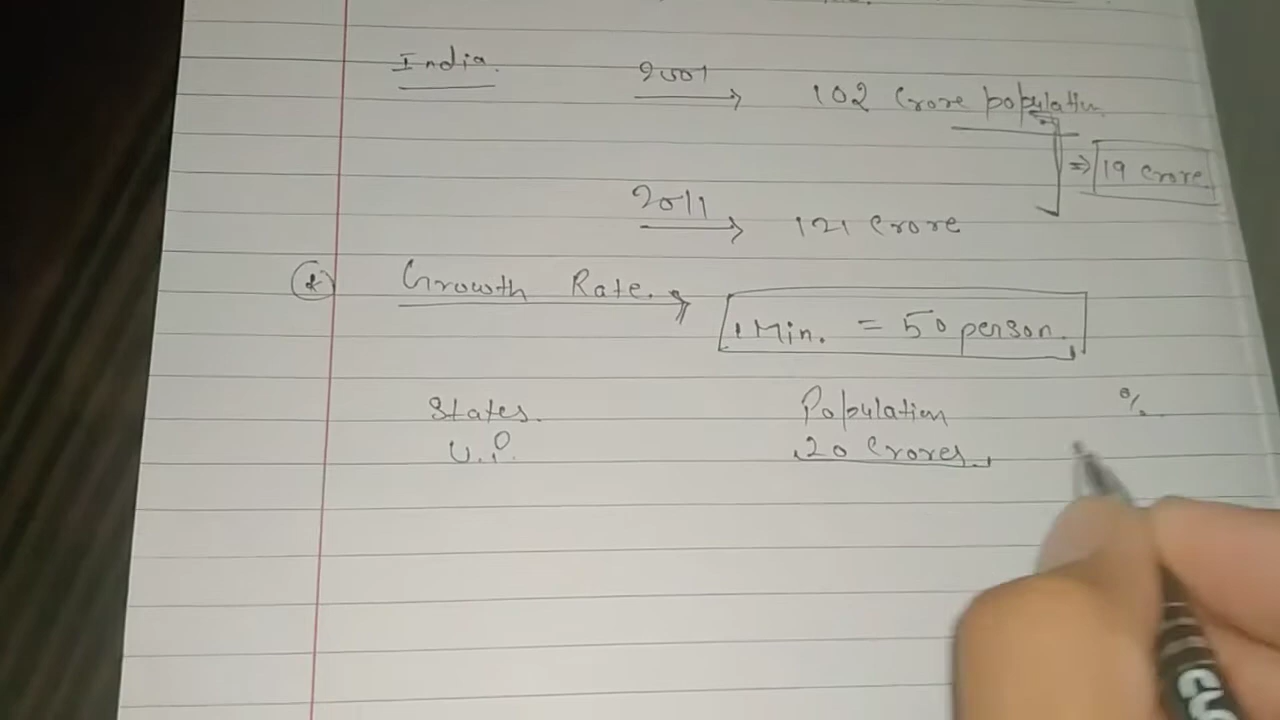 India.
2001 → 102 Crore population
⇒ 19 Crore
2011 → 121 Crore
Growth Rate. → 1 Min. = 50 person.
States. Population %
U.P. 20 Crores.